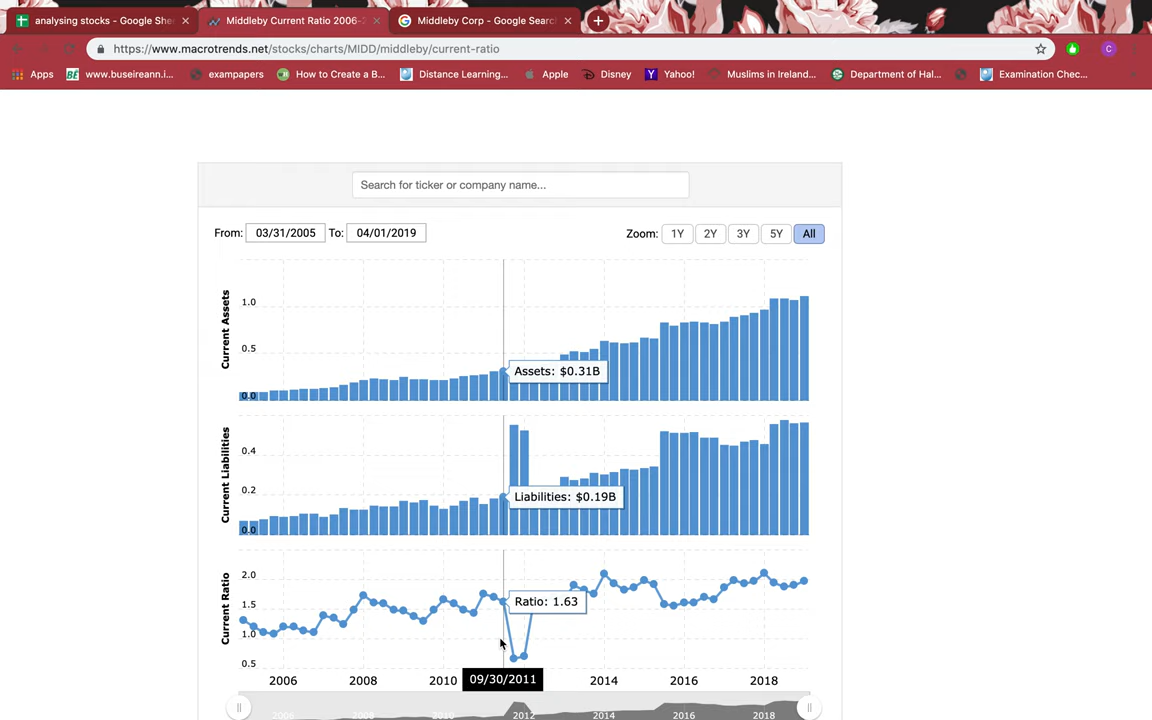 analysing stocks - Google She
Middleby Current Ratio 2006-
Middleby Corp - Google Search
https://www.macrotrends.net/stocks/charts/MIDD/middleby/current-ratio
C
Apps
BÉ www.buseireann.i...
exampapers
How to Create a B...
Distance Learning,...
Apple
Disney
Y Yahoo!
Muslims in Ireland...
Department of Hal...
Examination Chec...
Search for ticker or company name...
From: 03/31/2005 To: 04/01/2019
Zoom: 1Y 2Y 3Y 5Y All
Current Assets
1.0
0.5
0.0
Assets: $0.31B
Current Liabilities
0.4
0.2
0.0
Liabilities: $0.19B
Current Ratio
2.0
1.5
1.0
0.5
Ratio: 1.63
2006 2008 2010 09/30/2011 2014 2016 2018
2006 2008 2010 2012 2014 2016 2018